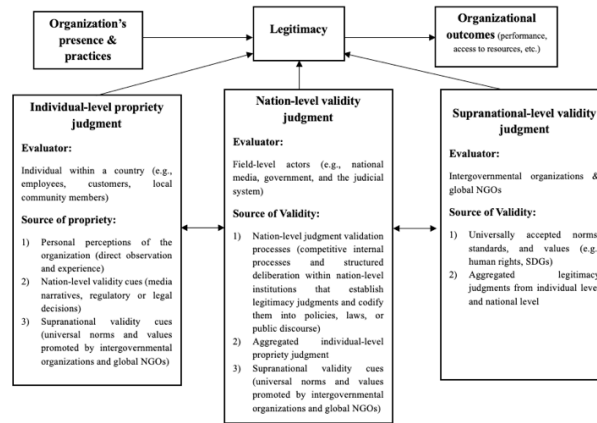 Organization's
presence &
practices
Legitimacy
Organizational
outcomes (performance,
access to resources, etc.)
Individual-level propriety
judgment
Evaluator:
Individual within a country (e.g.,
employees, customers, local
community members)
Source of propriety:
1) Personal perceptions of the
organization (direct observation
and experience)
2) Nation-level validity cues (media
narratives, regulatory or legal
decisions)
3) Supranational validity cues
(universal norms and values
promoted by intergovernmental
organizations and global NGOs)
Nation-level validity
judgment
Evaluator:
Field-level actors (e.g., national
media, government, and the judicial
system)
Source of Validity:
1) Nation-level judgment validation
processes (competitive internal
processes and structured
deliberation within nation-level
institutions that establish
legitimacy judgments and codify
them into policies, laws, or
public discourse)
2) Aggregated individual-level
propriety judgment
3) Supranational validity cues
(universal norms and values
promoted by intergovernmental
organizations and global NGOs)
Supranational-level validity
judgment
Evaluator:
Intergovernmental organizations &
global NGOs
Source of Validity:
1) Universally accepted norms,
standards, and values (e.g.
human rights, SDGs)
2) Aggregated legitimacy
judgments from individual level
and national level